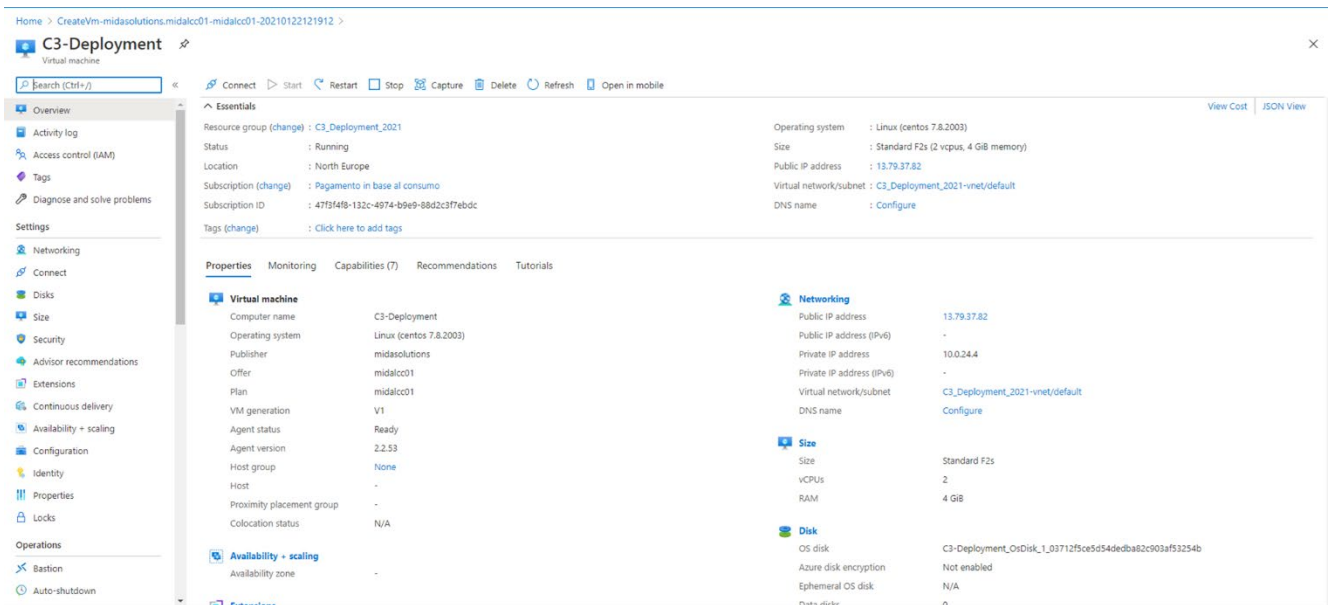 Home > CreateVm-midasolutions.midalcc01-midalcc01-20210122121912 >
C3-Deployment
Virtual machine
Search (Ctrl+/)
Overview
Activity log
Access control (IAM)
Tags
Diagnose and solve problems
Settings
Networking
Connect
Disks
Size
Security
Advisor recommendations
Extensions
Continuous delivery
Availability + scaling
Configuration
Identity
Properties
Locks
Operations
Bastion
Auto-shutdown
Connect Start Restart Stop Capture Delete Refresh Open in mobile
Essentials
View Cost JSON View
Resource group (change) : C3_Deployment_2021
Status : Running
Location : North Europe
Subscription (change) : Pagamento in base al consumo
Subscription ID : 47f3f4f8-132c-4974-b9e9-88d2c3f7ebdc
Tags (change) : Click here to add tags
Operating system : Linux (centos 7.8.2003)
Size : Standard F2s (2 vcpus, 4 GiB memory)
Public IP address : 13.79.37.82
Virtual network/subnet : C3_Deployment_2021-vnet/default
DNS name : Configure
Properties Monitoring Capabilities (7) Recommendations Tutorials
Virtual machine
Computer name C3-Deployment
Operating system Linux (centos 7.8.2003)
Publisher midasolutions
Offer midalcc01
Plan midalcc01
VM generation V1
Agent status Ready
Agent version 2.2.53
Host group None
Host -
Proximity placement group -
Colocation status N/A
Availability + scaling
Availability zone -
Extensions
Networking
Public IP address 13.79.37.82
Public IP address (IPv6) -
Private IP address 10.0.24.4
Private IP address (IPv6) -
Virtual network/subnet C3_Deployment_2021-vnet/default
DNS name Configure
Size
Size Standard F2s
vCPUs 2
RAM 4 GiB
Disk
OS disk C3-Deployment_OsDisk_1_03712f5ce5d54dedba82c903af53254b
Azure disk encryption Not enabled
Ephemeral OS disk N/A
Data disks 0